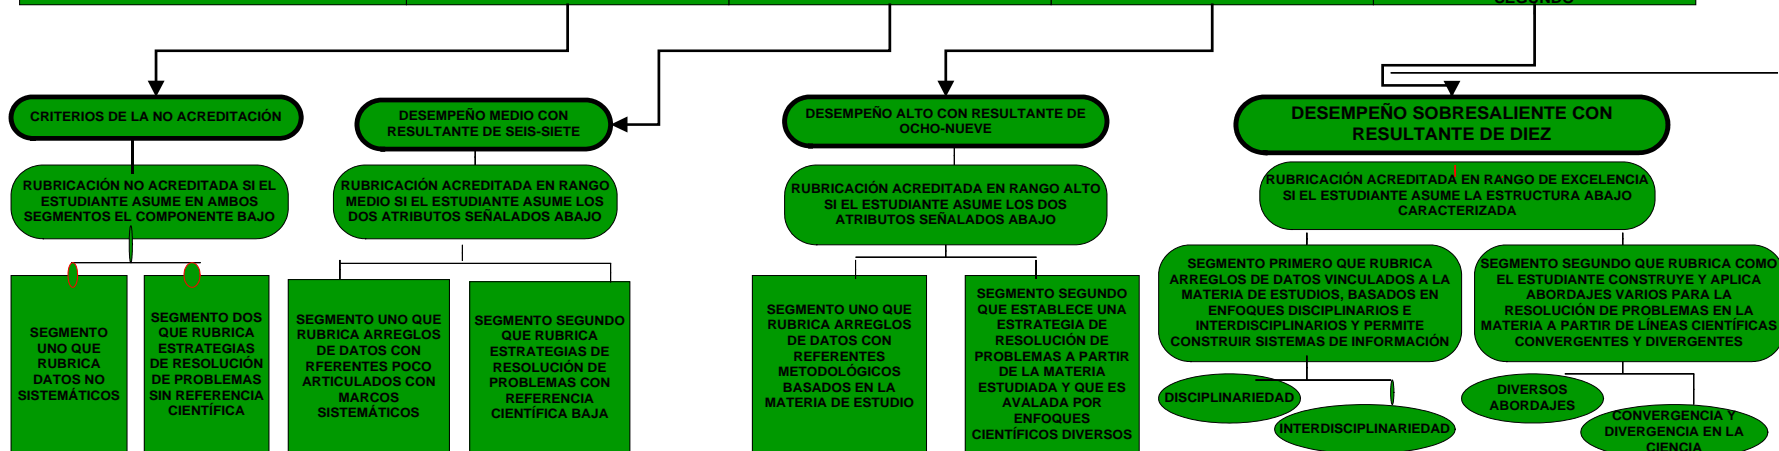 SEGUNDO
CRITERIOS DE LA NO ACREDITACIÓN
DESEMPEÑO MEDIO CON
RESULTANTE DE SEIS-SIETE
DESEMPEÑO ALTO CON RESULTANTE DE
OCHO-NUEVE
DESEMPEÑO SOBRESALIENTE CON
RESULTANTE DE DIEZ
RUBRICACIÓN NO ACREDITADA SI EL
ESTUDIANTE ASUME EN AMBOS
SEGMENTOS EL COMPONENTE BAJO
RUBRICACIÓN ACREDITADA EN RANGO
MEDIO SI EL ESTUDIANTE ASUME LOS
DOS ATRIBUTOS SEÑALADOS ABAJO
RUBRICACIÓN ACREDITADA EN RANGO ALTO
SI EL ESTUDIANTE ASUME LOS DOS
ATRIBUTOS SEÑALADOS ABAJO
RUBRICACIÓN ACREDITADA EN RANGO DE EXCELENCIA
SI EL ESTUDIANTE ASUME LA ESTRUCTURA ABAJO
CARACTERIZADA
SEGMENTO
UNO QUE
RUBRICA
DATOS NO
SISTEMÁTICOS
SEGMENTO DOS
QUE RUBRICA
ESTRATEGIAS
DE RESOLUCIÓN
DE PROBLEMAS
SIN REFERENCIA
CIENTÍFICA
SEGMENTO UNO QUE
RUBRICA ARREGLOS
DE DATOS CON
RFERENTES POCO
ARTICULADOS CON
MARCOS
SISTEMÁTICOS
SEGMENTO SEGUNDO
QUE RUBRICA
ESTRATEGIAS DE
RESOLUCIÓN DE
PROBLEMAS CON
REFERENCIA
CIENTÍFICA BAJA
SEGMENTO UNO QUE
RUBRICA ARREGLOS
DE DATOS CON
REFERENTES
METODOLÓGICOS
BASADOS EN LA
MATERIA DE ESTUDIO
SEGMENTO SEGUNDO
QUE ESTABLECE UNA
ESTRATEGIA DE
RESOLUCIÓN DE
PROBLEMAS A PARTIR
DE LA MATERIA
ESTUDIADA Y QUE ES
AVALADA POR
ENFOQUES
CIENTÍFICOS DIVERSOS
SEGMENTO PRIMERO QUE RUBRICA
ARREGLOS DE DATOS VINCULADOS A LA
MATERIA DE ESTUDIOS, BASADOS EN
ENFOQUES DISCIPLINARIOS E
INTERDISCIPLINARIOS Y PERMITE
CONSTRUIR SISTEMAS DE INFORMACIÓN
SEGMENTO SEGUNDO QUE RUBRICA COMO
EL ESTUDIANTE CONSTRUYE Y APLICA
ABORDAJES VARIOS PARA LA
RESOLUCIÓN DE PROBLEMAS EN LA
MATERIA A PARTIR DE LÍNEAS CIENTÍFICAS
CONVERGENTES Y DIVERGENTES
DISCIPLINARIEDAD
INTERDISCIPLINARIEDAD
DIVERSOS
ABORDAJES
CONVERGENCIA Y
DIVERGENCIA EN LA
CIENCIA